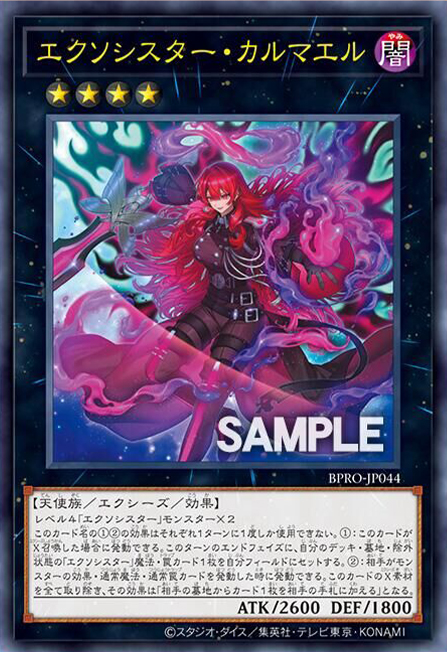 エクソシスター・カルマエル
闇
SAMPLE
BPRO-JP044
【天使族／エクシーズ／効果】
レベル４「エクソシスター」モンスター×２
このカード名の①②の効果はそれぞれ１ターンに１度しか使用できない。①：このカードが
X召喚した場合に発動できる。このターンのエンドフェイズに、自分のデッキ・墓地・除外
状態の「エクソシスター」魔法・罠カード１枚を自分フィールドにセットする。②：相手がモ
ンスターの効果・通常魔法・通常罠カードを発動した時に発動できる。このカードのX素材
を全て取り除き、その効果は「相手の墓地からカード１枚を相手の手札に加える」となる。
ATK/2600 DEF/1800
©スタジオ・ダイス／集英社・テレビ東京・KONAMI